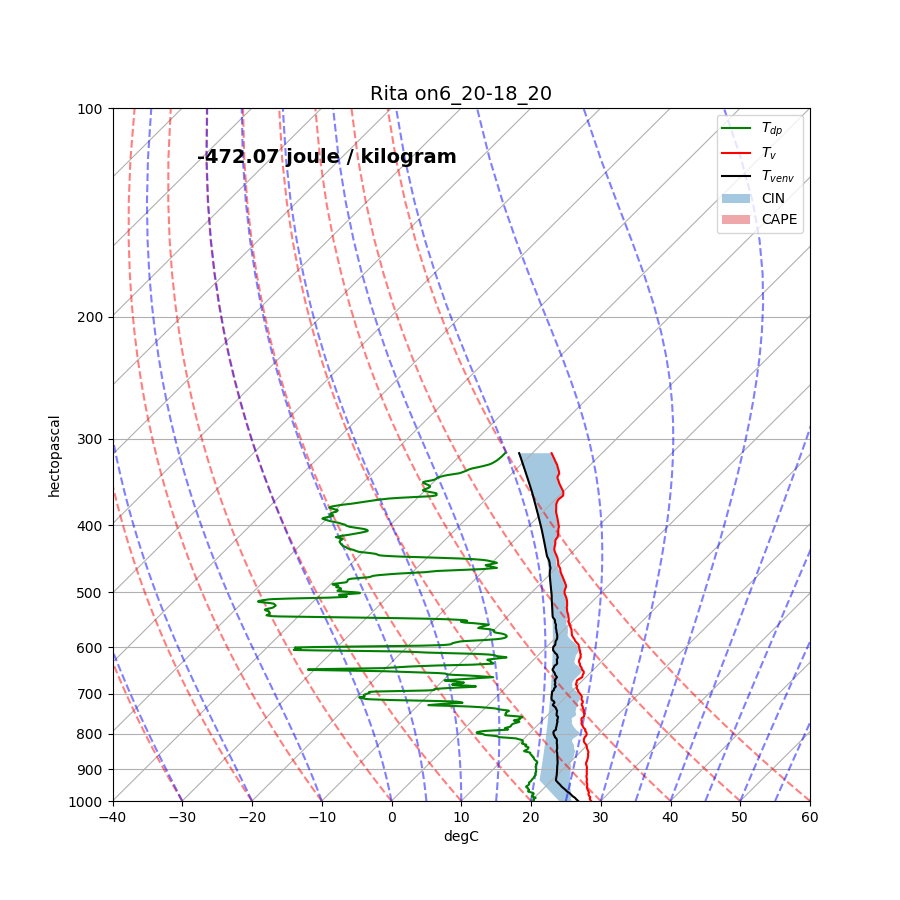 Rita on6_20-18_20
-472.07 joule / kilogram
T_dp
T_v
T_venv
CIN
CAPE
100
200
300
400
500
600
700
800
900
1000
hectopascal
−40 −30 −20 −10 0 10 20 30 40 50 60
degC